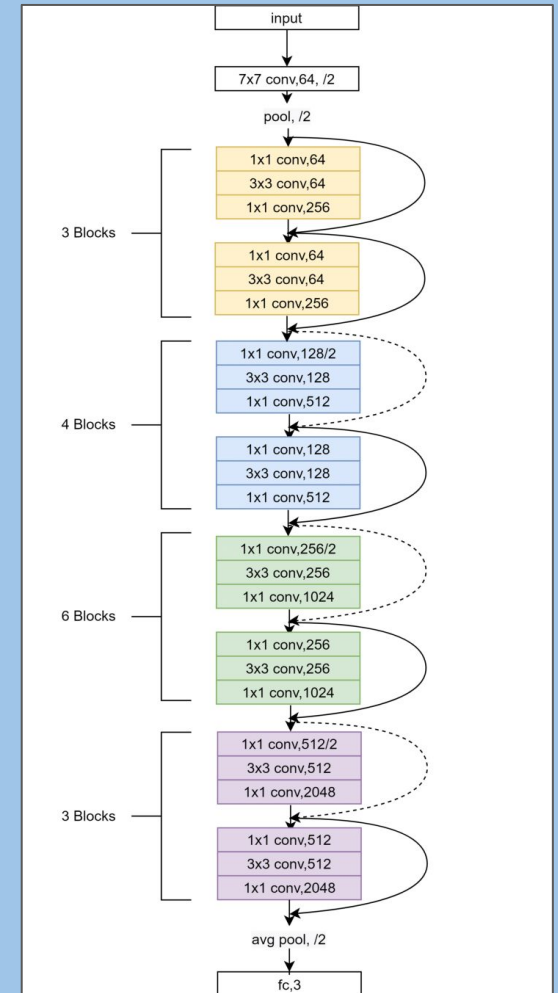 input
7x7 conv,64, /2
pool, /2
3 Blocks
1x1 conv,64
3x3 conv,64
1x1 conv,256
1x1 conv,64
3x3 conv,64
1x1 conv,256
4 Blocks
1x1 conv,128/2
3x3 conv,128
1x1 conv,512
1x1 conv,128
3x3 conv,128
1x1 conv,512
6 Blocks
1x1 conv,256/2
3x3 conv,256
1x1 conv,1024
1x1 conv,256
3x3 conv,256
1x1 conv,1024
3 Blocks
1x1 conv,512/2
3x3 conv,512
1x1 conv,2048
1x1 conv,512
3x3 conv,512
1x1 conv,2048
avg pool, /2
fc,3